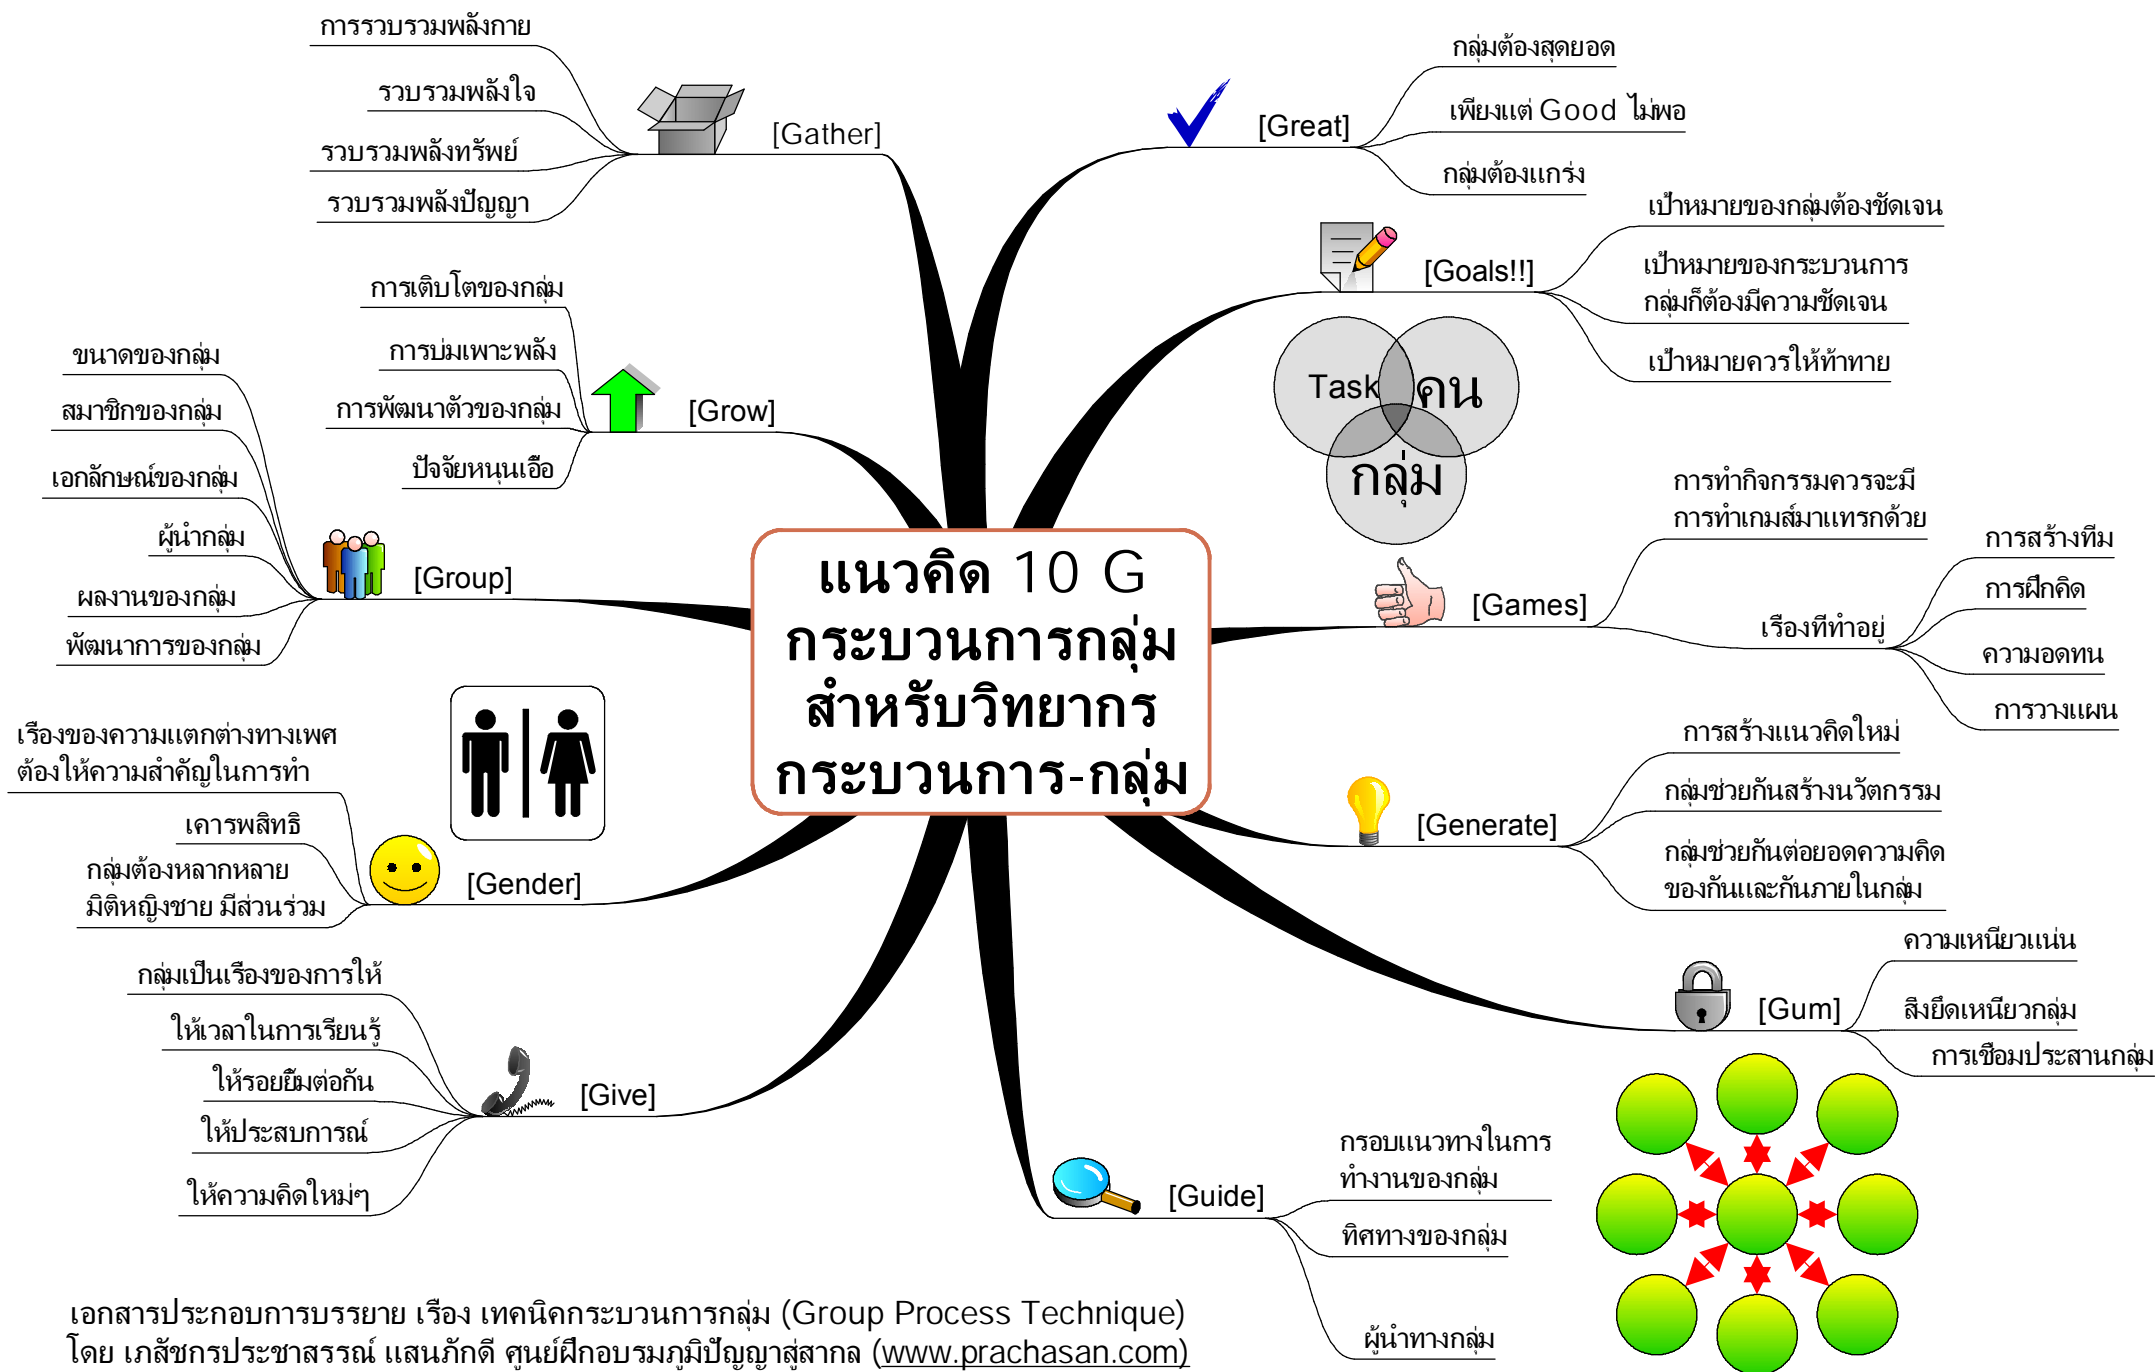 แนวคิด 10 G
กระบวนการกลุ่ม
สำหรับวิทยากร
กระบวนการ-กลุ่ม
[Great]
กลุ่มต้องสุดยอด
เพียงแต่ Good ไม่พอ
กลุ่มต้องแกร่ง
[Goals!!]
เป้าหมายของกลุ่มต้องชัดเจน
เป้าหมายของกระบวนการ
กลุ่มก็ต้องมีความชัดเจน
เป้าหมายควรให้ท้าทาย
Task
คน
กลุ่ม
[Games]
การทำกิจกรรมควรจะมี
การทำเกมส์มาแทรกด้วย
เรื่องที่ทำอยู่
การสร้างทีม
การฝึกคิด
ความอดทน
การวางแผน
[Generate]
การสร้างแนวคิดใหม่
กลุ่มช่วยกันสร้างนวัตกรรม
กลุ่มช่วยกันต่อยอดความคิด
ของกันและกันภายในกลุ่ม
[Gum]
ความเหนียวแน่น
สิ่งยึดเหนี่ยวกลุ่ม
การเชื่อมประสานกลุ่ม
[Guide]
กรอบแนวทางในการ
ทำงานของกลุ่ม
ทิศทางของกลุ่ม
ผู้นำทางกลุ่ม
[Give]
กลุ่มเป็นเรื่องของการให้
ให้เวลาในการเรียนรู้
ให้รอยยิ้มต่อกัน
ให้ประสบการณ์
ให้ความคิดใหม่ๆ
[Gender]
เรื่องของความแตกต่างทางเพศ
ต้องให้ความสำคัญในการทำ
เคารพสิทธิ
กลุ่มต้องหลากหลาย
มิติหญิงชาย มีส่วนร่วม
[Group]
ขนาดของกลุ่ม
สมาชิกของกลุ่ม
เอกลักษณ์ของกลุ่ม
ผู้นำกลุ่ม
ผลงานของกลุ่ม
พัฒนาการของกลุ่ม
[Grow]
การเติบโตของกลุ่ม
การบ่มเพาะพลัง
การพัฒนาตัวของกลุ่ม
ปัจจัยหนุนเอื้อ
[Gather]
การรวบรวมพลังกาย
รวบรวมพลังใจ
รวบรวมพลังทรัพย์
รวบรวมพลังปัญญา
เอกสารประกอบการบรรยาย เรื่อง เทคนิคกระบวนการกลุ่ม (Group Process Technique)
โดย เภสัชกรประชาสรรณ์ แสนภักดี ศูนย์ฝึกอบรมภูมิปัญญาสู่สากล (www.prachasan.com)